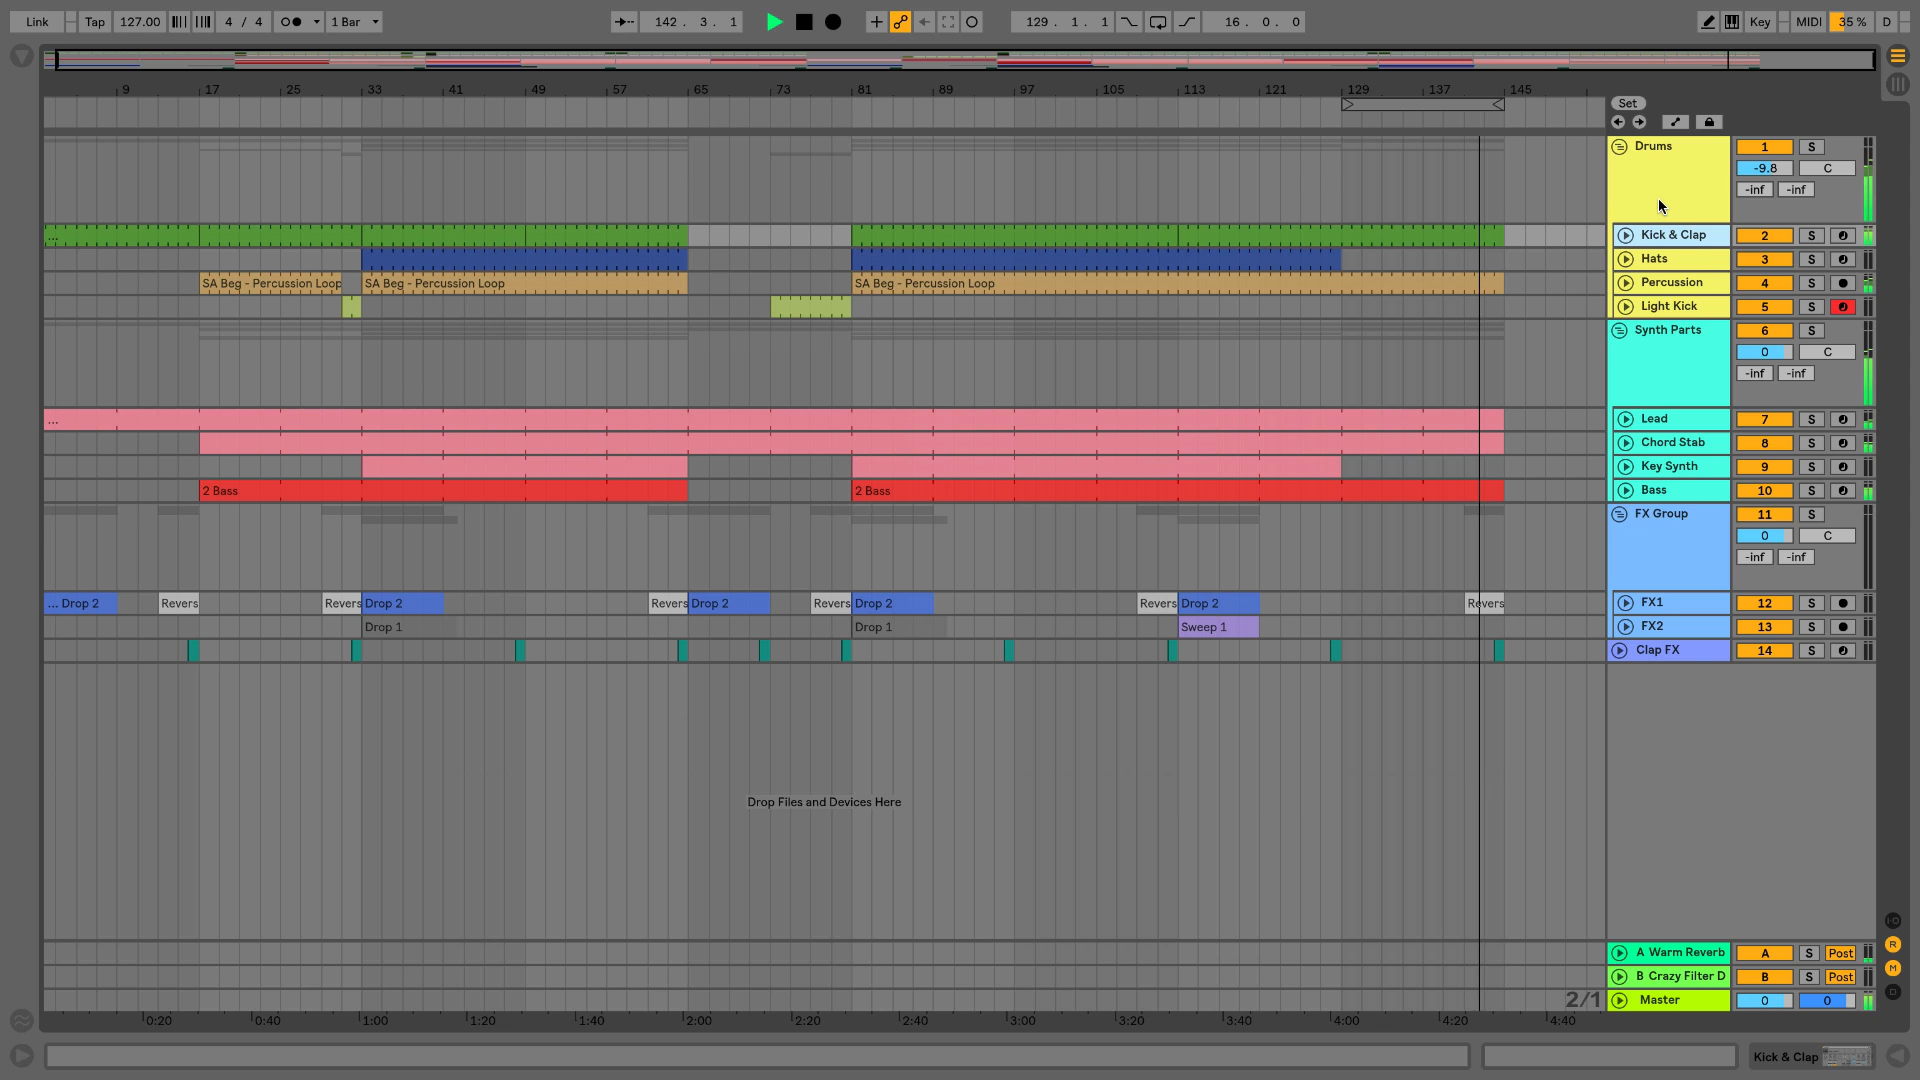 Link Tap 127.00 4 / 4 1 Bar 142 . 3 . 1 129 . 1 . 1 16 . 0 . 0 Key MIDI 35 % D
9 17 25 33 41 49 57 65 73 81 89 97 105 113 121 129 137 145
Set
Drums 1 S
-9.8 C
-inf -inf
... Kick & Clap 2 S
Hats 3 S
SA Beg - Percussion Loop SA Beg - Percussion Loop SA Beg - Percussion Loop Percussion 4 S
Light Kick 5 S
Synth Parts 6 S
0 C
-inf -inf
... Lead 7 S
Chord Stab 8 S
Key Synth 9 S
2 Bass 2 Bass Bass 10 S
FX Group 11 S
0 C
-inf -inf
... Drop 2 Revers Revers Drop 2 Revers Drop 2 Revers Drop 2 Revers Drop 2 Revers FX1 12 S
Drop 1 Drop 1 Sweep 1 FX2 13 S
Clap FX 14 S
Drop Files and Devices Here
A Warm Reverb A S Post
B Crazy Filter D B S Post
2/1 Master 0 0
0:20 0:40 1:00 1:20 1:40 2:00 2:20 2:40 3:00 3:20 3:40 4:00 4:20 4:40
I·O
R
M
D
Kick & Clap